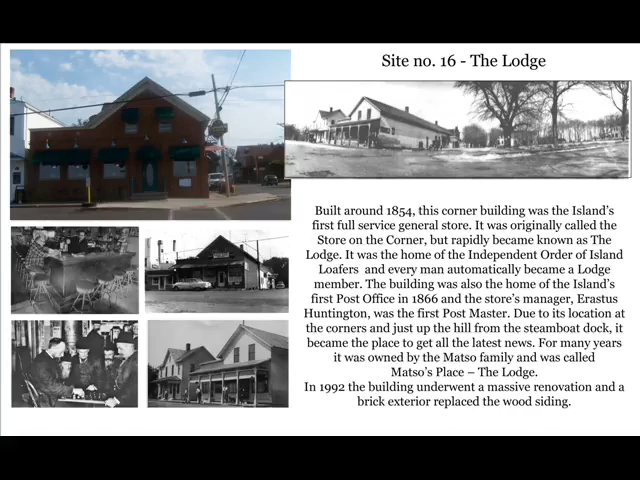 Site no. 16 - The Lodge
Built around 1854, this corner building was the Island's
first full service general store. It was originally called the
Store on the Corner, but rapidly became known as The
Lodge. It was the home of the Independent Order of Island
Loafers and every man automatically became a Lodge
member. The building was also the home of the Island's
first Post Office in 1866 and the store's manager, Erastus
Huntington, was the first Post Master. Due to its location at
the corners and just up the hill from the steamboat dock, it
became the place to get all the latest news. For many years
it was owned by the Matso family and was called
Matso's Place – The Lodge.
In 1992 the building underwent a massive renovation and a
brick exterior replaced the wood siding.